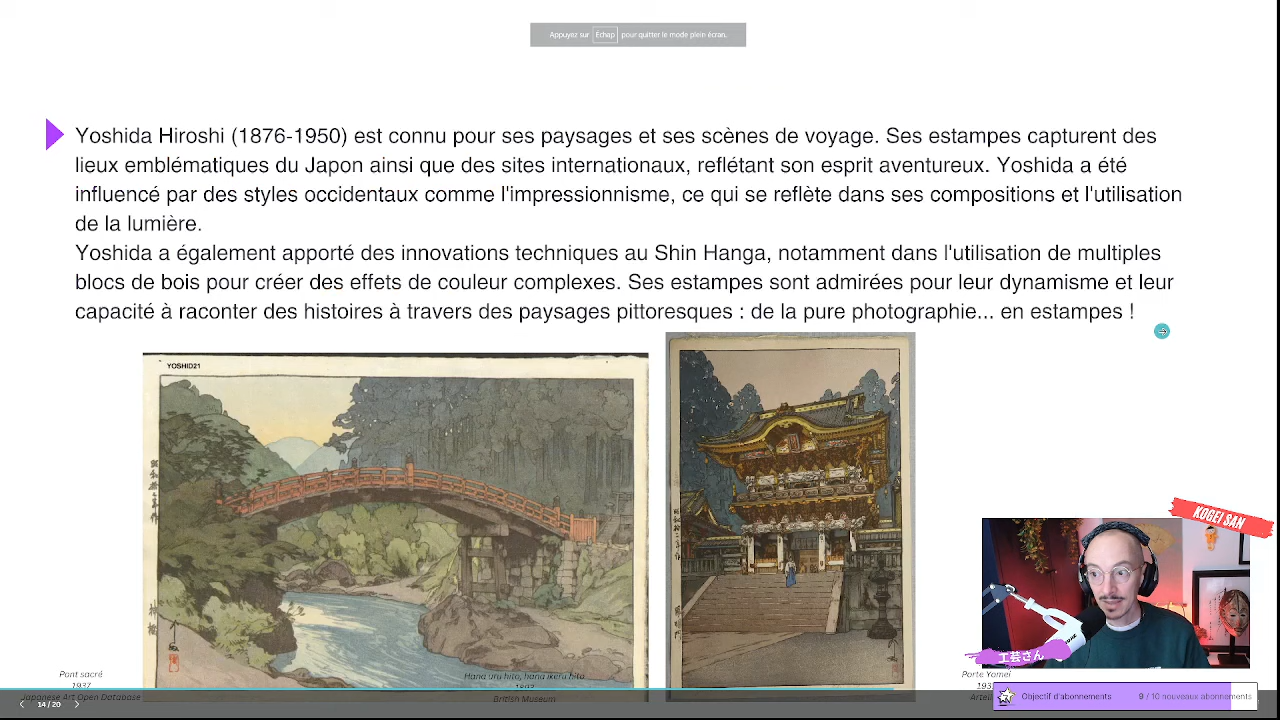 Appuyez sur Echap pour quitter le mode plein écran.
Yoshida Hiroshi (1876-1950) est connu pour ses paysages et ses scènes de voyage. Ses estampes capturent des
lieux emblématiques du Japon ainsi que des sites internationaux, reflétant son esprit aventureux. Yoshida a été
influencé par des styles occidentaux comme l'impressionnisme, ce qui se reflète dans ses compositions et l'utilisation
de la lumière.
Yoshida a également apporté des innovations techniques au Shin Hanga, notamment dans l'utilisation de multiples
blocs de bois pour créer des effets de couleur complexes. Ses estampes sont admirées pour leur dynamisme et leur
capacité à raconter des histoires à travers des paysages pittoresques : de la pure photographie... en estampes !
YOSHID21
KOGEI SAN
工芸さん
Pont sacré
1937
Japanese Art Open Database
Hana uru hito, hana ikeru hito
British Museum
Porte Yomei
Objectif d'abonnements
9 / 10 nouveaux abonnements
14 / 20